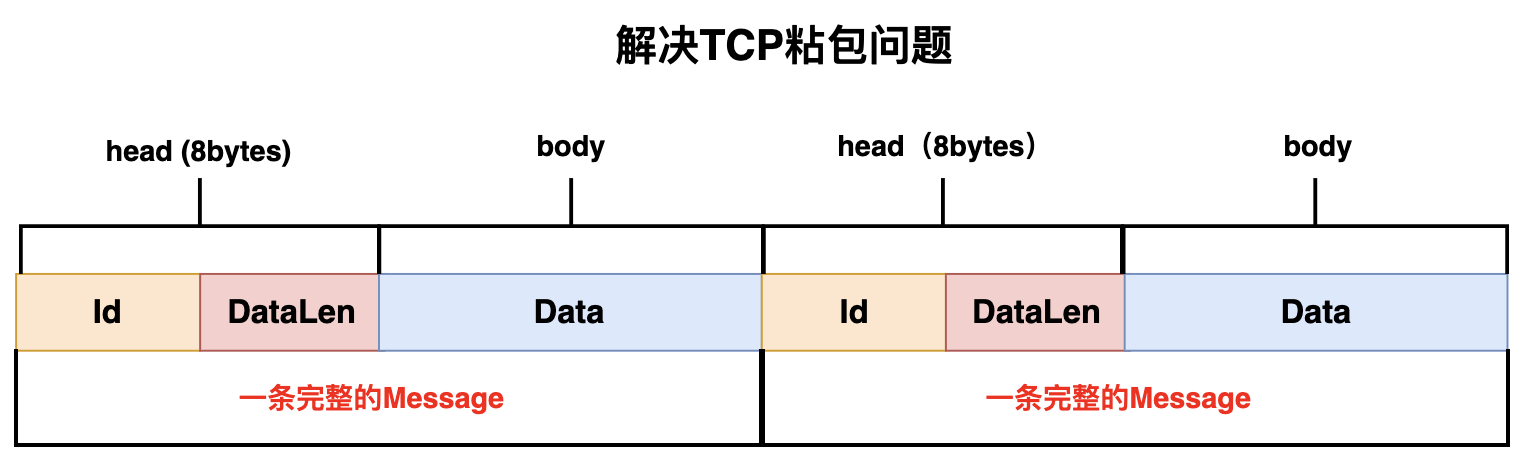 解决TCP粘包问题
head (8bytes)
body
head（8bytes）
body
Id
DataLen
Data
Id
DataLen
Data
一条完整的Message
一条完整的Message